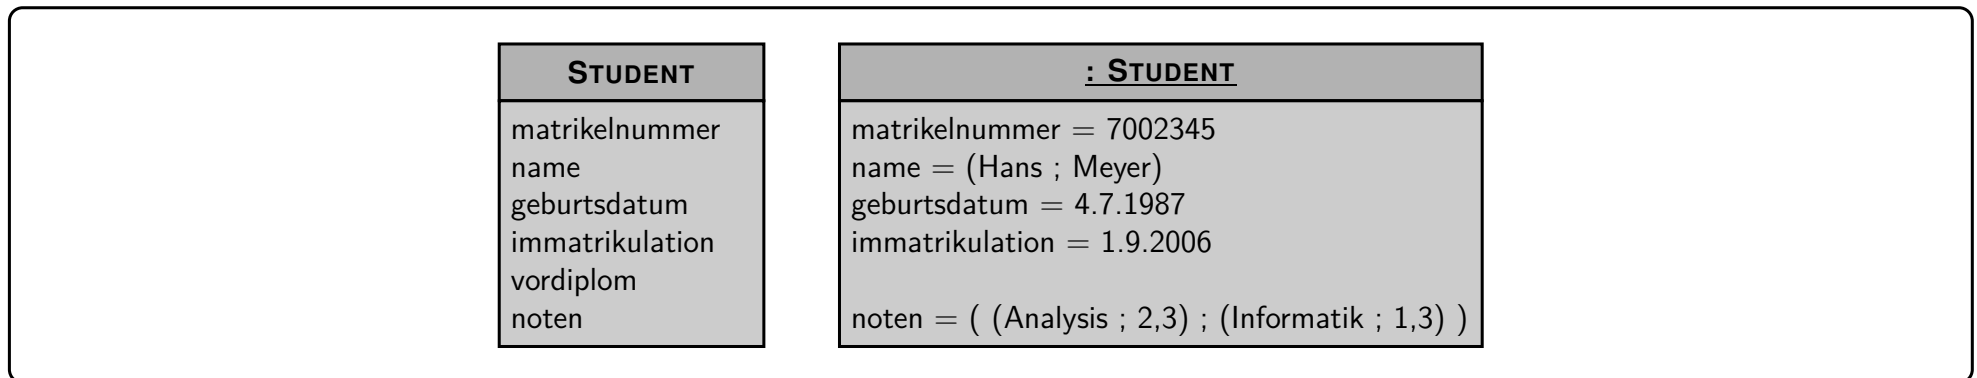 STUDENT
matrikelnummer
name
geburtsdatum
immatrikulation
vordiplom
noten
: STUDENT
matrikelnummer = 7002345
name = (Hans ; Meyer)
geburtsdatum = 4.7.1987
immatrikulation = 1.9.2006
noten = ( (Analysis ; 2,3) ; (Informatik ; 1,3) )